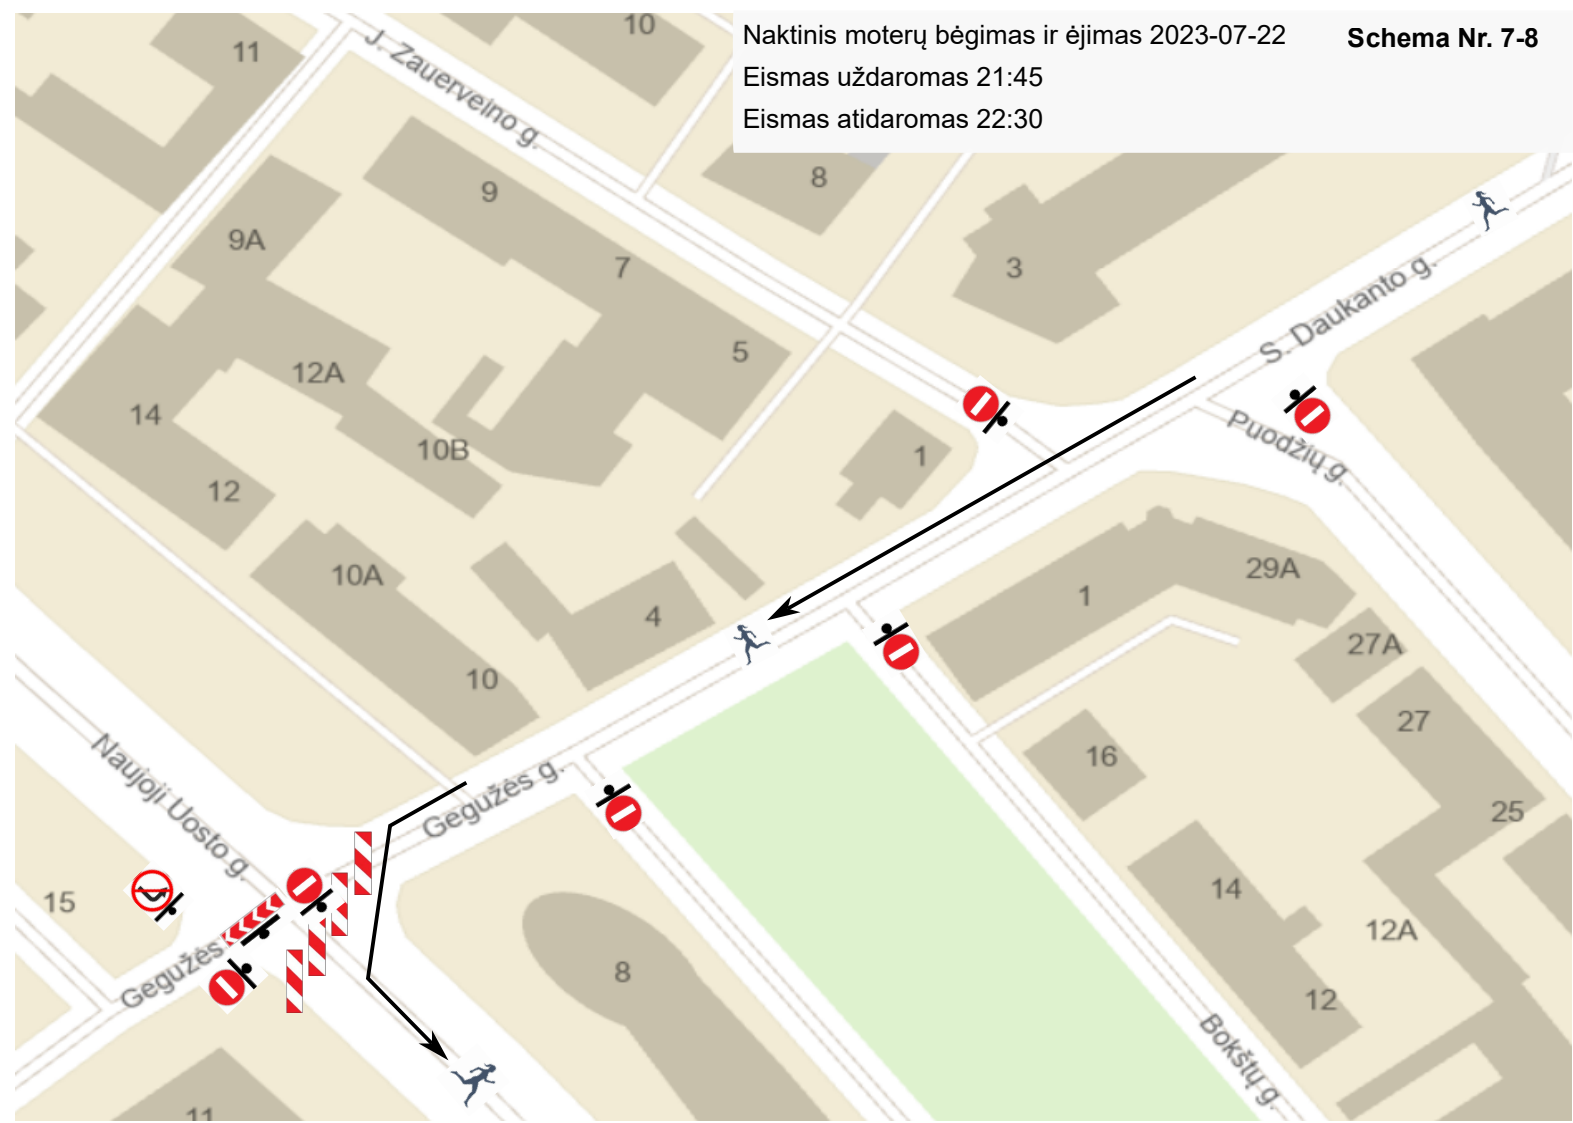 Naktinis moterų bėgimas ir ėjimas 2023-07-22
Schema Nr. 7-8
Eismas uždaromas 21:45
Eismas atidaromas 22:30
10
11
J. Zauerveino g.
8
9
9A
7
3
S. Daukanto g.
5
12A
14
Puodžių g.
10B
1
12
29A
10A
1
4
27A
10
27
16
Naujoji Uosto g.
Gegužės g.
25
14
15
12A
Gegužės
8
12
Bokštų g.
11